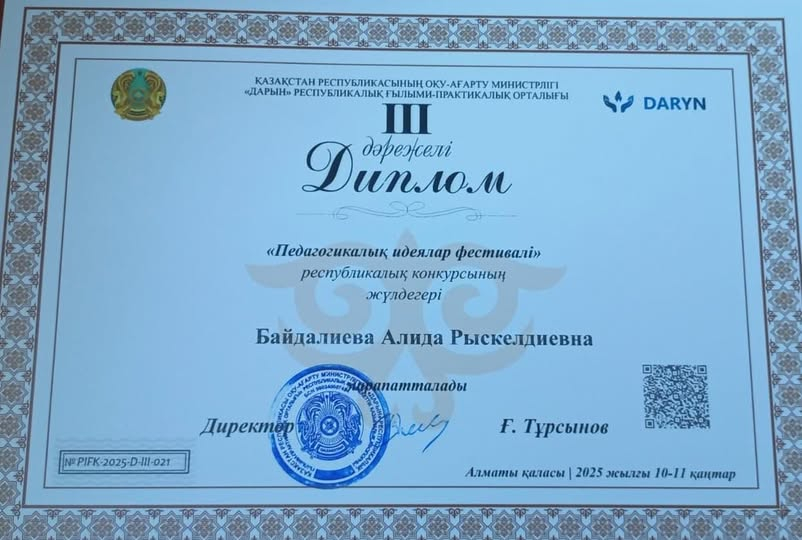 ҚАЗАҚСТАН РЕСПУБЛИКАСЫНЫҢ ОҚУ-АҒАРТУ МИНИСТРЛІГІ
«ДАРЫН» РЕСПУБЛИКАЛЫҚ ҒЫЛЫМИ-ПРАКТИКАЛЫҚ ОРТАЛЫҒЫ
DARYN
III
дәрежелі
Диплом
«Педагогикалық идеялар фестивалі»
республикалық конкурсының
жүлдегері
Байдалиева Алида Рыскелдиевна
марапатталады
Директор Ғ. Тұрсынов
№ PIFK-2025-D-III-021
Алматы қаласы | 2025 жылғы 10-11 қаңтар